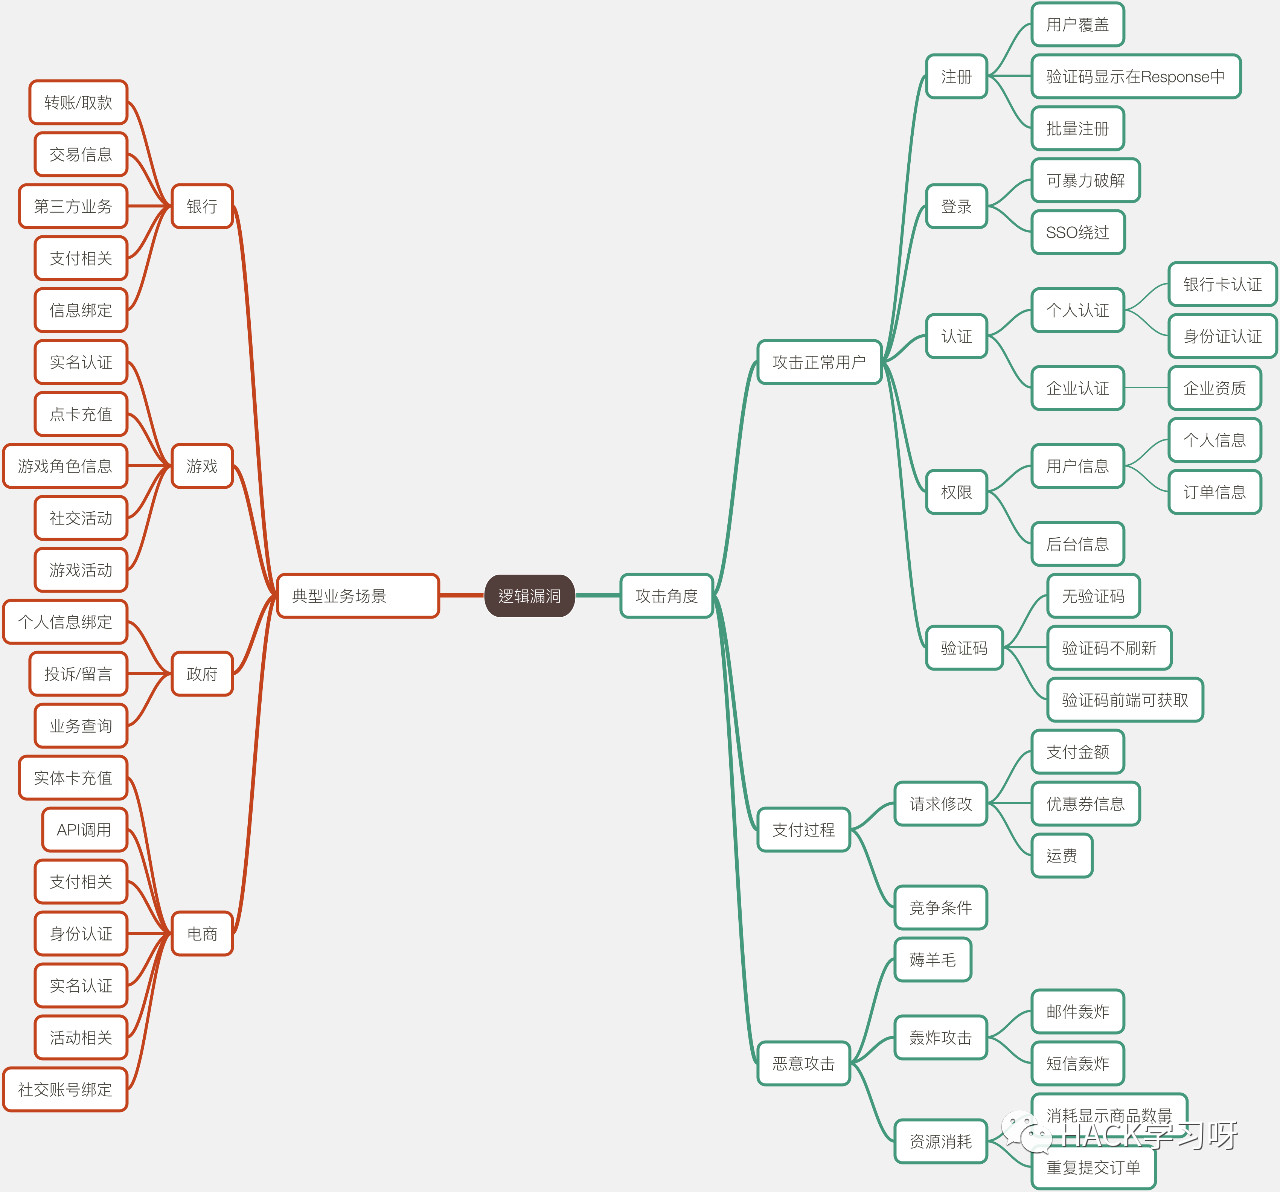 逻辑漏洞
典型业务场景
银行
转账/取款
交易信息
第三方业务
支付相关
信息绑定
游戏
实名认证
点卡充值
游戏角色信息
社交活动
游戏活动
政府
个人信息绑定
投诉/留言
业务查询
电商
实体卡充值
API调用
支付相关
身份认证
实名认证
活动相关
社交账号绑定
攻击角度
攻击正常用户
注册
用户覆盖
验证码显示在Response中
批量注册
登录
可暴力破解
SSO绕过
认证
个人认证
银行卡认证
身份证认证
企业认证
企业资质
权限
用户信息
个人信息
订单信息
后台信息
验证码
无验证码
验证码不刷新
验证码前端可获取
支付过程
请求修改
支付金额
优惠券信息
运费
竞争条件
恶意攻击
薅羊毛
轰炸攻击
邮件轰炸
短信轰炸
资源消耗
消耗显示商品数量
重复提交订单
HACK学习呀